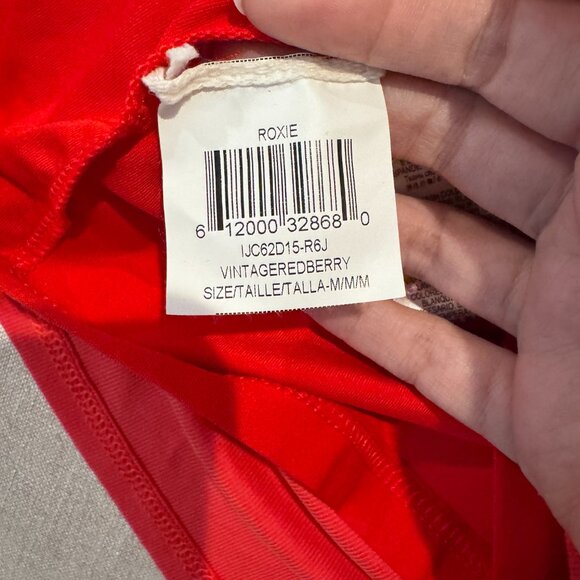 ROXIE
6 12000 32868 0
IJC62D15-R6J
VINTAGEREDBERRY
SIZE/TAILLE/TALLA-M/M/M